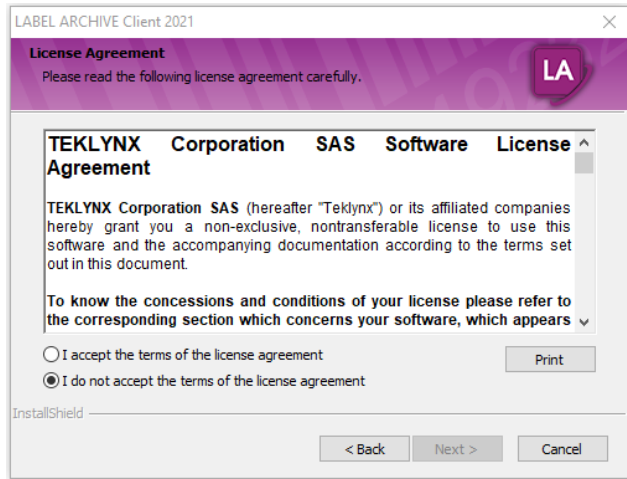 LABEL ARCHIVE Client 2021
License Agreement
Please read the following license agreement carefully.
LA
TEKLYNX Corporation SAS Software License
Agreement
TEKLYNX Corporation SAS (hereafter "Teklynx") or its affiliated companies
hereby grant you a non-exclusive, nontransferable license to use this
software and the accompanying documentation according to the terms set
out in this document.
To know the concessions and conditions of your license please refer to
the corresponding section which concerns your software, which appears
I accept the terms of the license agreement
Print
I do not accept the terms of the license agreement
InstallShield
< Back
Next >
Cancel